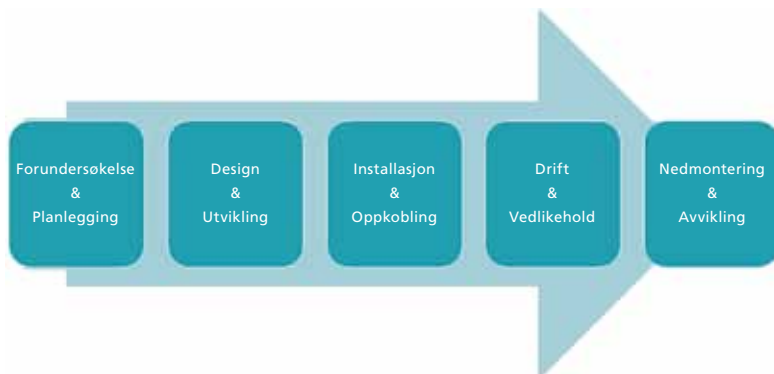 Forundersøkelse
&
Planlegging
Design
&
Utvikling
Installasjon
&
Oppkobling
Drift
&
Vedlikehold
Nedmontering
&
Avvikling